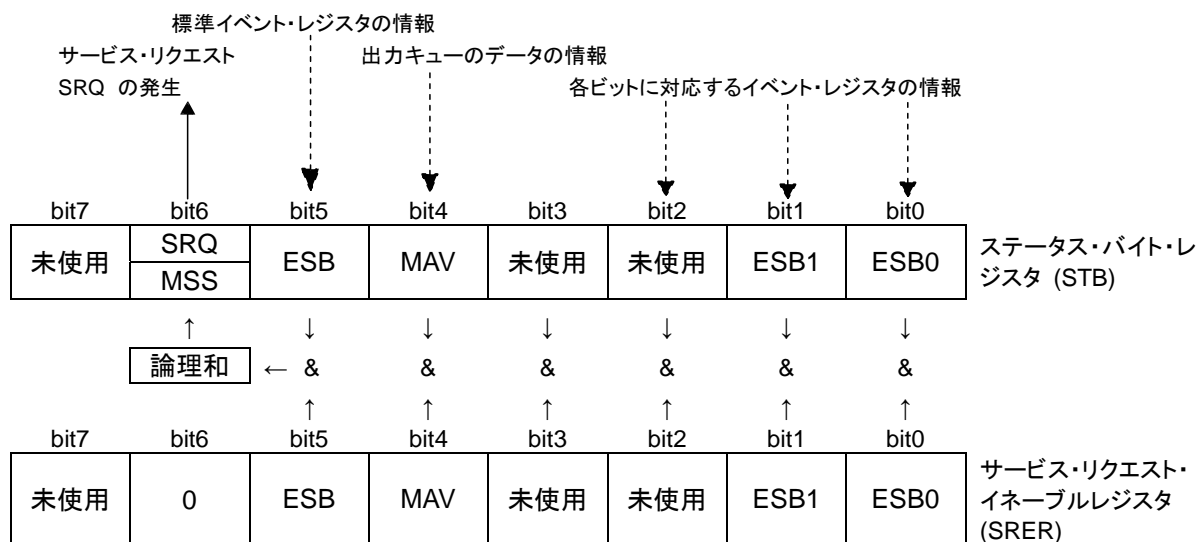 標準イベント・レジスタの情報
サービス・リクエスト
SRQ の発生
出力キューのデータの情報
各ビットに対応するイベント・レジスタの情報
bit7 bit6 bit5 bit4 bit3 bit2 bit1 bit0
未使用 SRQ MSS ESB MAV 未使用 未使用 ESB1 ESB0
ステータス・バイト・レ
ジスタ (STB)
↑ ↓ ↓ ↓ ↓ ↓ ↓
論理和 ← & & & & & &
↑ ↑ ↑ ↑ ↑ ↑
bit7 bit6 bit5 bit4 bit3 bit2 bit1 bit0
未使用 0 ESB MAV 未使用 未使用 ESB1 ESB0
サービス・リクエスト・
イネーブルレジスタ
(SRER)